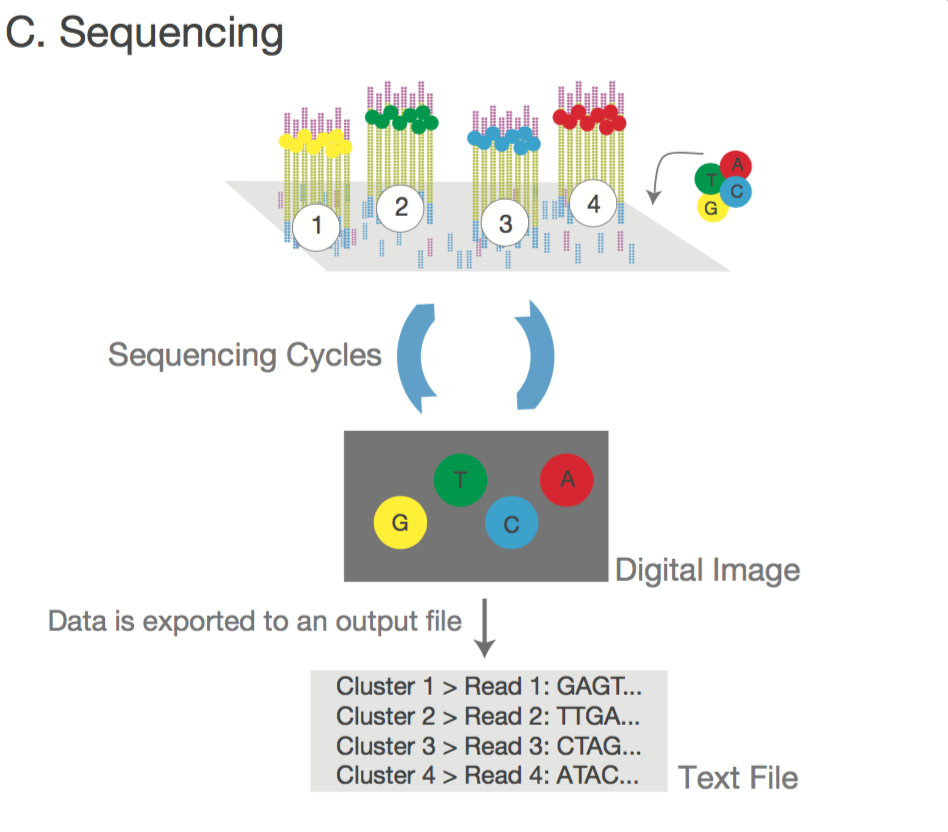 C. Sequencing
1
2
3
4
A
T
C
G
Sequencing Cycles
T
A
G
C
Digital Image
Data is exported to an output file
Cluster 1 > Read 1: GAGT...
Cluster 2 > Read 2: TTGA...
Cluster 3 > Read 3: CTAG...
Cluster 4 > Read 4: ATAC...
Text File